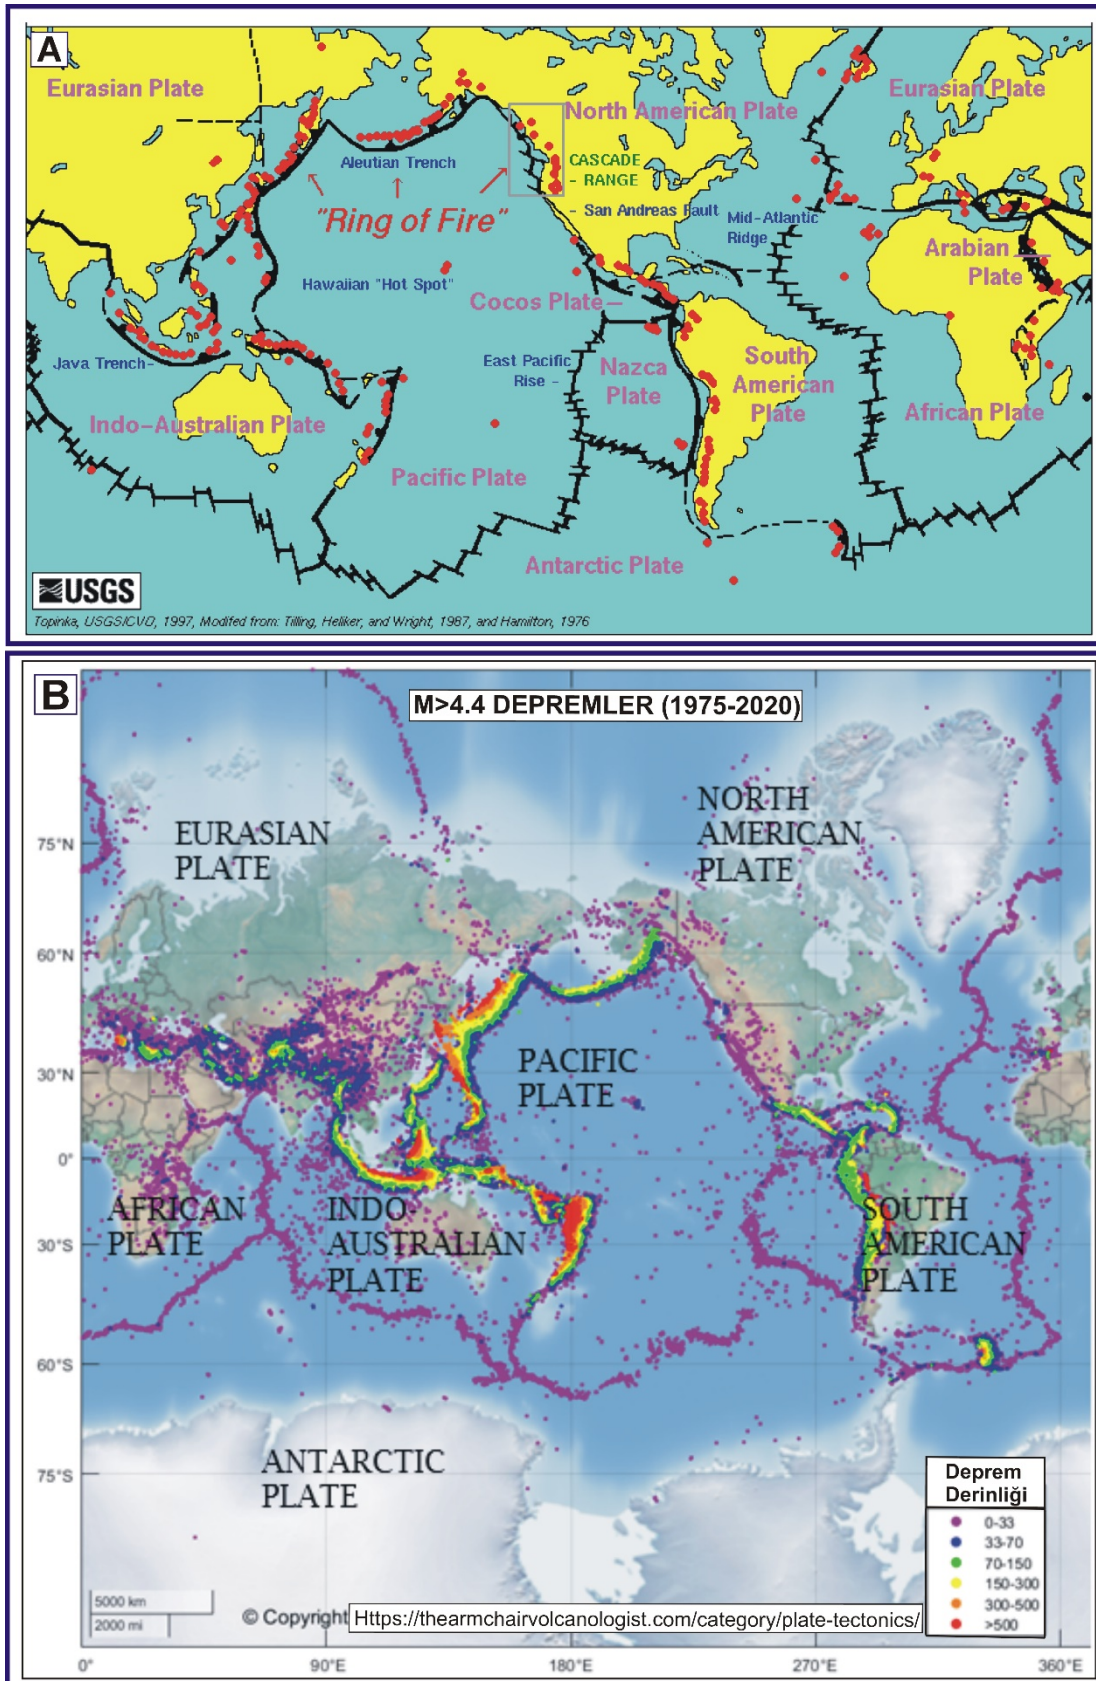 A
Eurasian Plate
North American Plate
Eurasian Plate
Aleutian Trench
CASCADE
- RANGE
"Ring of Fire"
- San Andreas Fault
Mid-Atlantic
Ridge
Arabian
Plate
Hawaiian "Hot Spot"
Cocos Plate
Java Trench
East Pacific
Rise -
Nazca
Plate
South
American
Plate
Indo-Australian Plate
African Plate
Pacific Plate
Antarctic Plate
USGS
Topinka, USGS/CVO, 1997, Modifed from: Tilling, Heliker, and Wright, 1987, and Hamilton, 1976
B
M>4.4 DEPREMLER (1975-2020)
NORTH
AMERICAN
PLATE
EURASIAN
PLATE
75°N
60°N
30°N
0°
30°S
60°S
75°S
PACIFIC
PLATE
AFRICAN
PLATE
INDO-
AUSTRALIAN
PLATE
SOUTH
AMERICAN
PLATE
ANTARCTIC
PLATE
Deprem
Derinliği
0-33
33-70
70-150
150-300
300-500
>500
5000 km
2000 mi
© Copyright Https://thearmchairvolcanologist.com/category/plate-tectonics/
0° 90°E 180°E 270°E 360°E